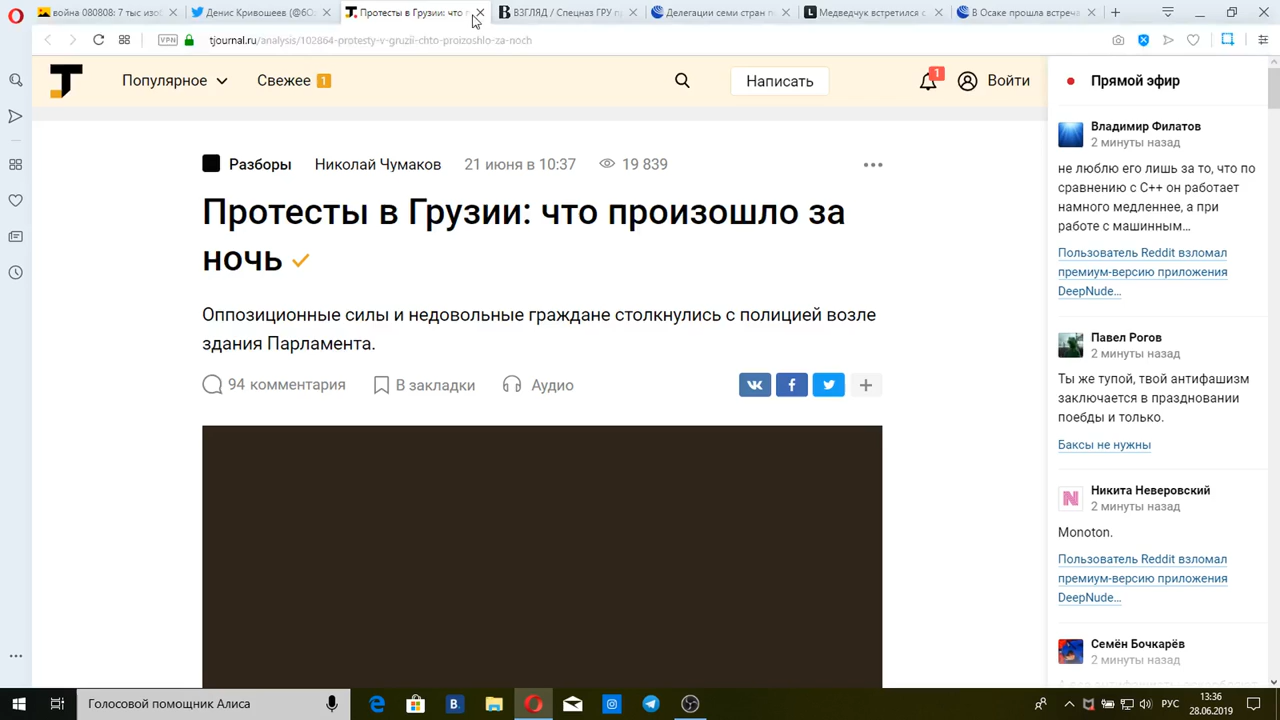 война 080808: 7 тыс изоб
Денис Кривошеев (@6Oз
Протесты в Грузии: что п
ВЗГЛЯД / Спецназ ГРУ п
Делегации семи стран п
Медведчук встретился с
В Осаке прошла встреча
VPN
tjournal.ru/analysis/102864-protesty-v-gruzii-chto-proizoshlo-za-noch
Популярное
Свежее 1
Написать
1
Войти
Разборы Николай Чумаков 21 июня в 10:37 19 839
Протесты в Грузии: что произошло за
ночь
Оппозиционные силы и недовольные граждане столкнулись с полицией возле
здания Парламента.
94 комментария
В закладки
Аудио
Прямой эфир
Владимир Филатов
2 минуты назад
не люблю его лишь за то, что по
сравнению с C++ он работает
намного медленнее, а при
работе с машинным…
Пользователь Reddit взломал
премиум-версию приложения
DeepNude…
Павел Рогов
2 минуты назад
Ты же тупой, твой антифашизм
заключается в праздновании
поебды и только.
Баксы не нужны
Никита Неверовский
2 минуты назад
Monoton.
Пользователь Reddit взломал
премиум-версию приложения
DeepNude…
Семён Бочкарёв
2 минуты назад
Голосовой помощник Алиса
РУС
13:36
28.06.2019